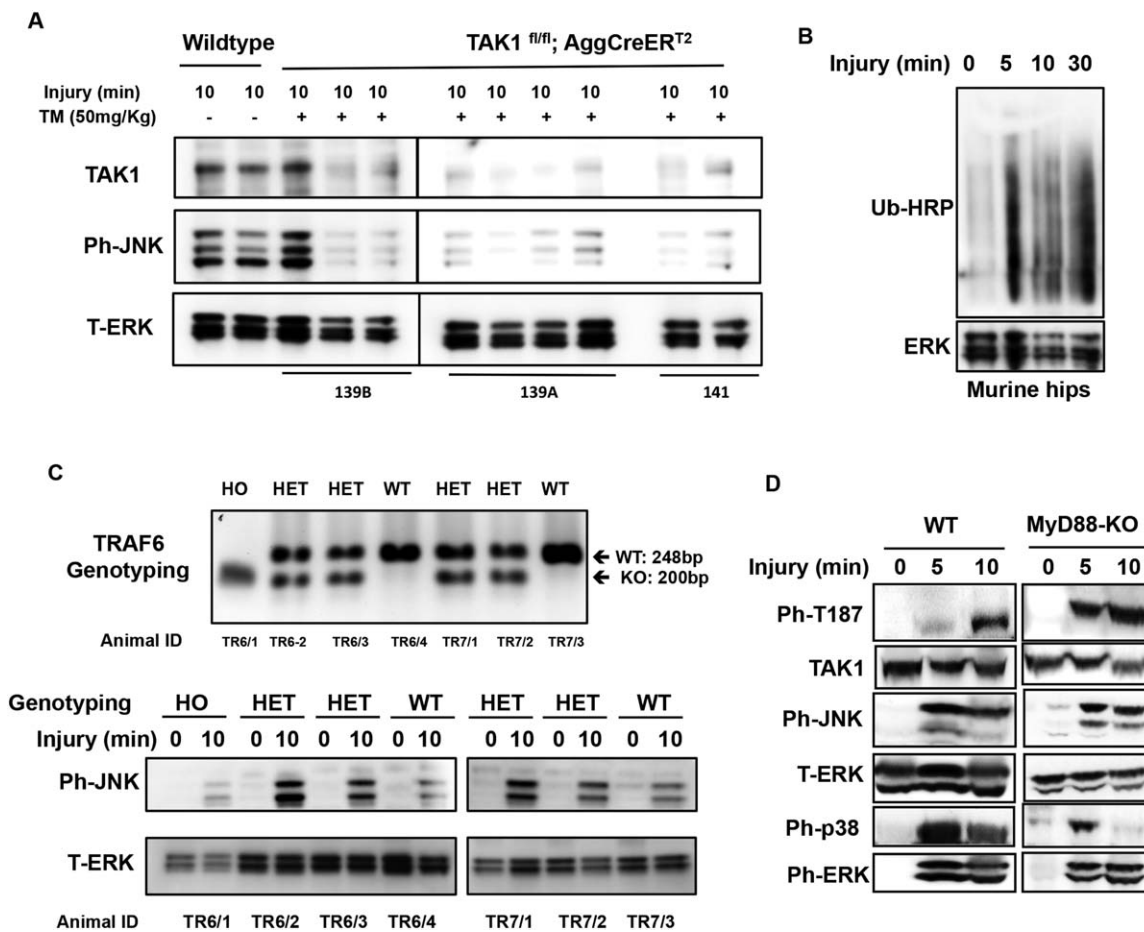 A
Wildtype TAK1 fl/fl; AggCreERT2
Injury (min) 10 10 10 10 10 10 10 10 10 10 10
TM (50mg/Kg) - - + + + + + + + + +
TAK1
Ph-JNK
T-ERK
139B 139A 141
B
Injury (min) 0 5 10 30
Ub-HRP
ERK
Murine hips
C
HO HET HET WT HET HET WT
TRAF6
Genotyping
← WT: 248bp
← KO: 200bp
Animal ID TR6/1 TR6-2 TR6/3 TR6/4 TR7/1 TR7/2 TR7/3
Genotyping HO HET HET WT HET HET WT
Injury (min) 0 10 0 10 0 10 0 10 0 10 0 10 0 10
Ph-JNK
T-ERK
Animal ID TR6/1 TR6/2 TR6/3 TR6/4 TR7/1 TR7/2 TR7/3
D
WT MyD88-KO
Injury (min) 0 5 10 0 5 10
Ph-T187
TAK1
Ph-JNK
T-ERK
Ph-p38
Ph-ERK